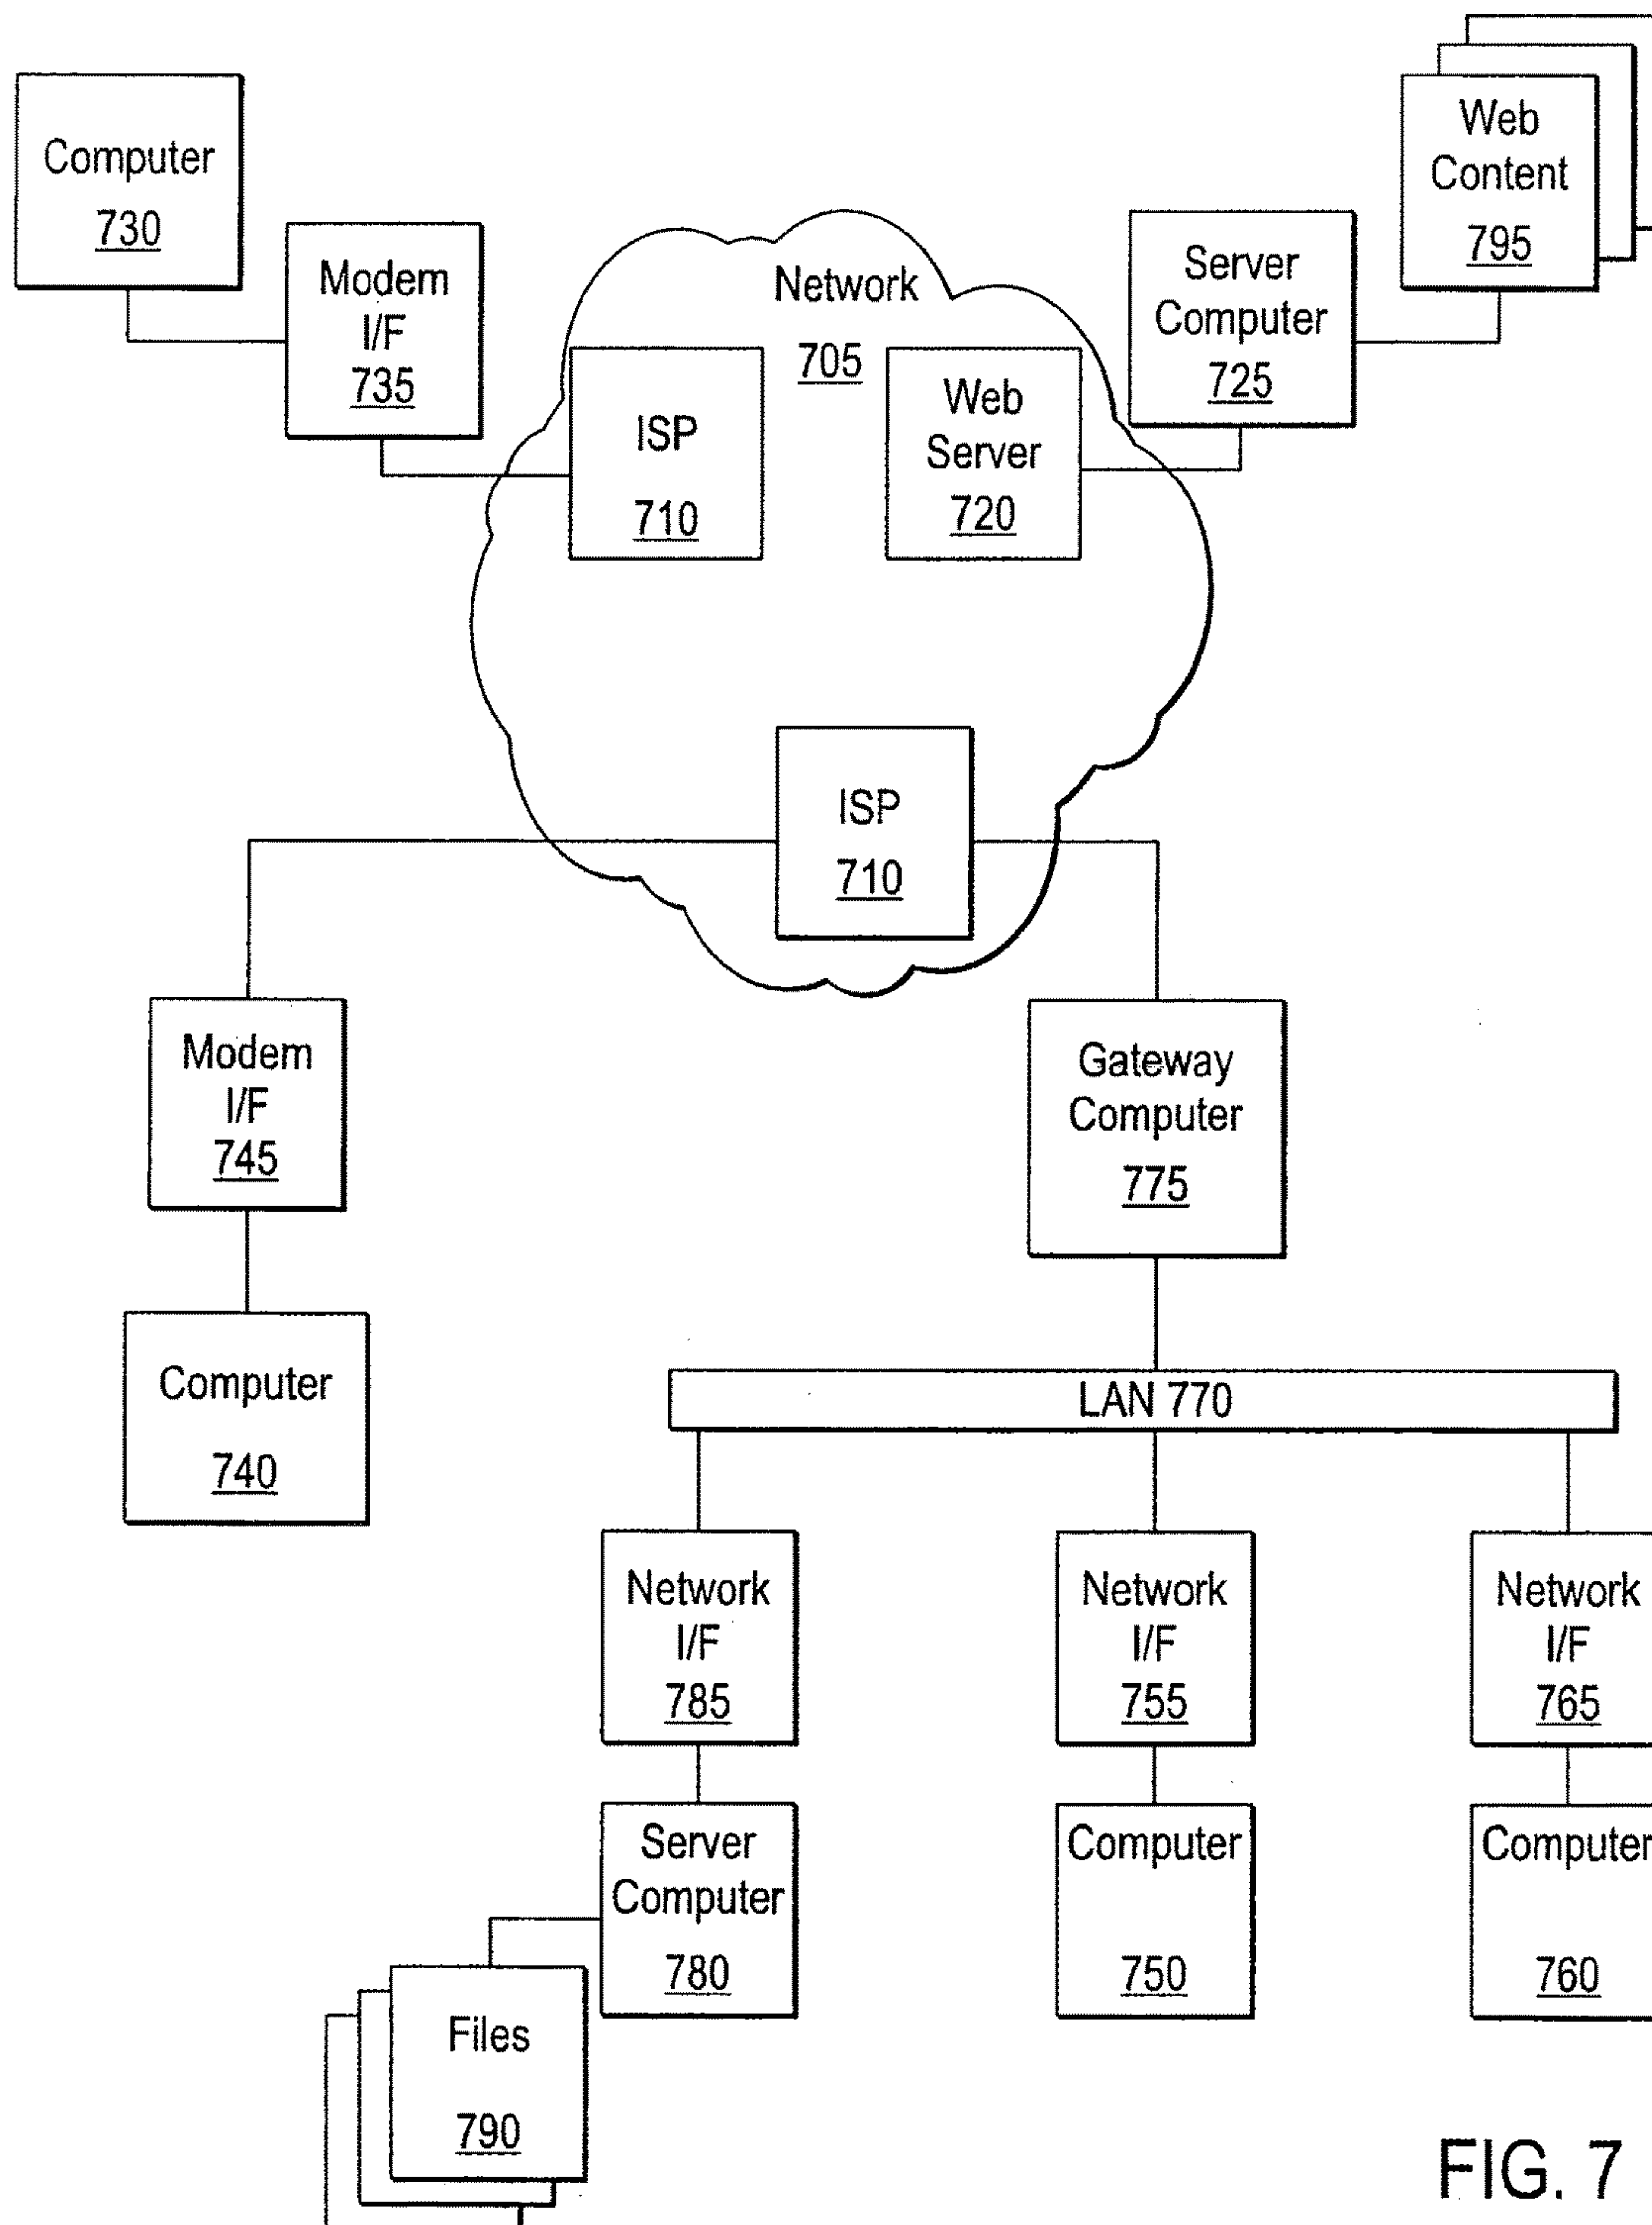 Computer
730
Modem
I/F
735
Network
705
ISP
710
Web
Server
720
Server
Computer
725
Web
Content
795
ISP
710
Modem
I/F
745
Computer
740
Gateway
Computer
775
LAN 770
Network
I/F
785
Network
I/F
755
Network
I/F
765
Server
Computer
780
Computer
750
Computer
760
Files
790
FIG. 7